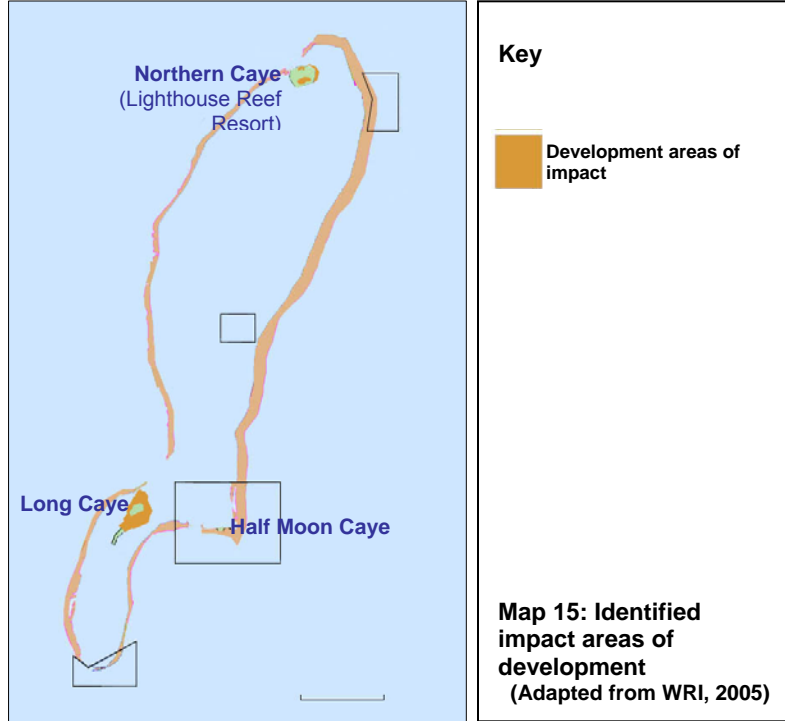 Northern Caye
(Lighthouse Reef
Resort)
Long Caye
Half Moon Caye
Key
Development areas of
impact
Map 15: Identified
impact areas of
development
(Adapted from WRI, 2005)